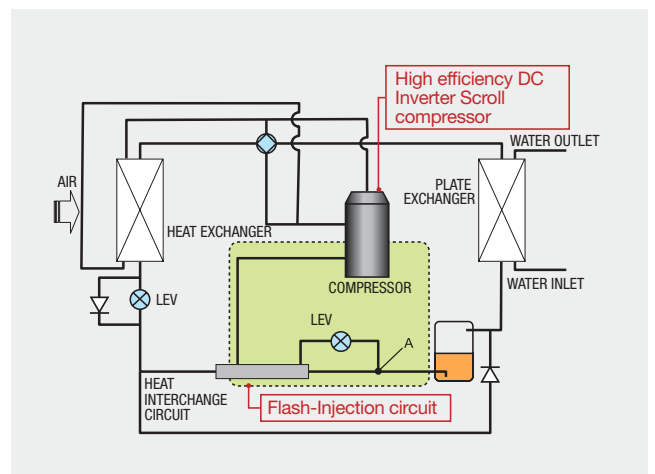 High efficiency DC
Inverter Scroll
compressor
WATER OUTLET
AIR
PLATE
EXCHANGER
HEAT EXCHANGER
COMPRESSOR
WATER INLET
LEV
LEV
A
HEAT
INTERCHANGE
CIRCUIT
Flash-Injection circuit